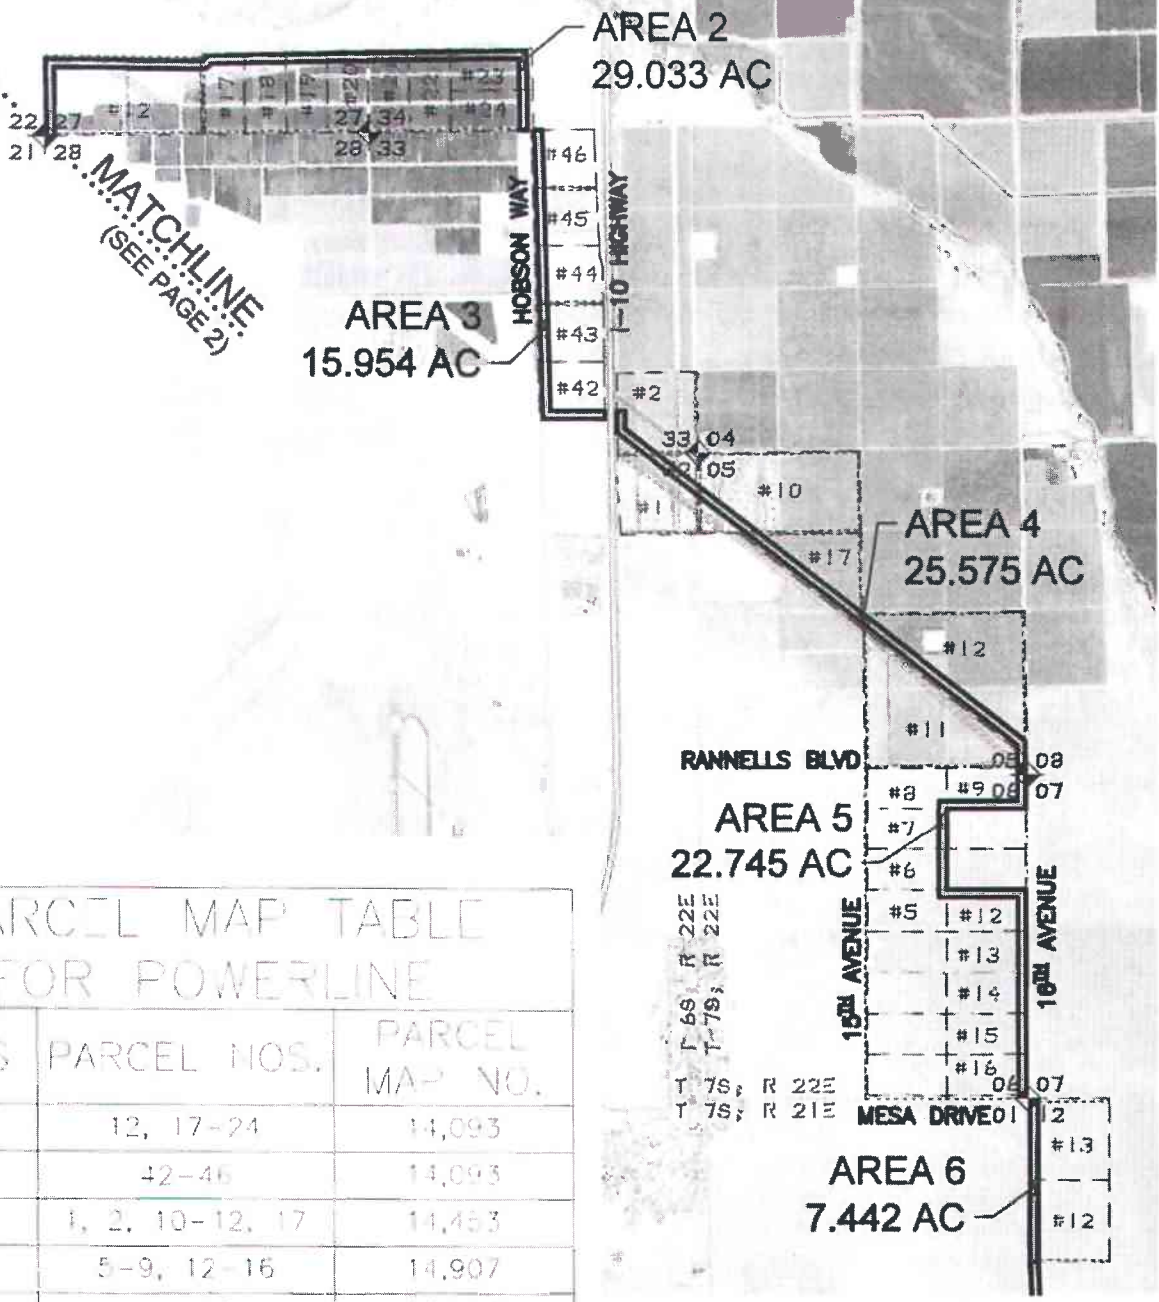 AREA 2
29.033 AC
#12
#17
#18
#19
#20
#22
#23
#24
22 27
21 28
27 34
28 33
MATCHLINE
(SEE PAGE 2)
HOBSON WAY
I-10 HIGHWAY
#46
#45
#44
#43
#42
AREA 3
15.954 AC
#2
33 04
05
#1
#10
#17
AREA 4
25.575 AC
#12
#11
RANNELLS BLVD
05 08
06 07
#8
#9
#7
#6
#5
AREA 5
22.745 AC
15TH AVENUE
16TH AVENUE
#12
#13
#14
#15
#16
T 6S, R 22E
T 7S, R 22E
T 7S, R 22E
T 7S, R 21E
06 07
MESA DRIVE 01 12
#13
#12
AREA 6
7.442 AC
ARCEL MAP TABLE
FOR POWERLINE
S PARCEL NOS. PARCEL MAP NO.
12, 17-24 14,093
42-46 14,093
1, 2, 10-12, 17 14,453
5-9, 12-16 14,907